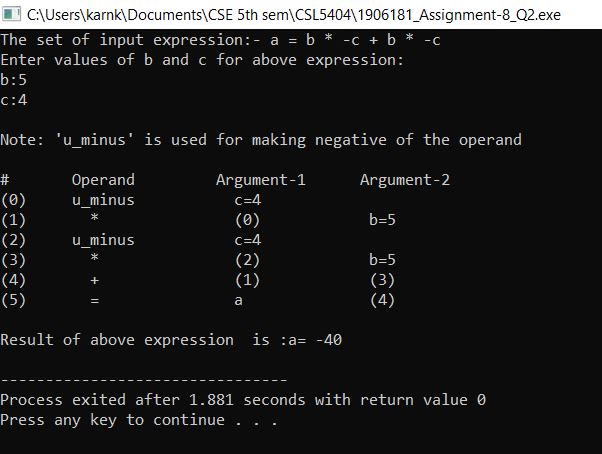 C:\Users\karnk\Documents\CSE 5th sem\CSL5404\1906181_Assignment-8_Q2.exe
The set of input expression:- a = b * -c + b * -c
Enter values of b and c for above expression:
b:5
c:4
Note: 'u_minus' is used for making negative of the operand
#       Operand         Argument-1      Argument-2
(0)     u_minus           c=4
(1)       *               (0)            b=5
(2)     u_minus           c=4
(3)       *               (2)            b=5
(4)       +               (1)            (3)
(5)       =               a              (4)
Result of above expression  is :a= -40
--------------------------------
Process exited after 1.881 seconds with return value 0
Press any key to continue . . .